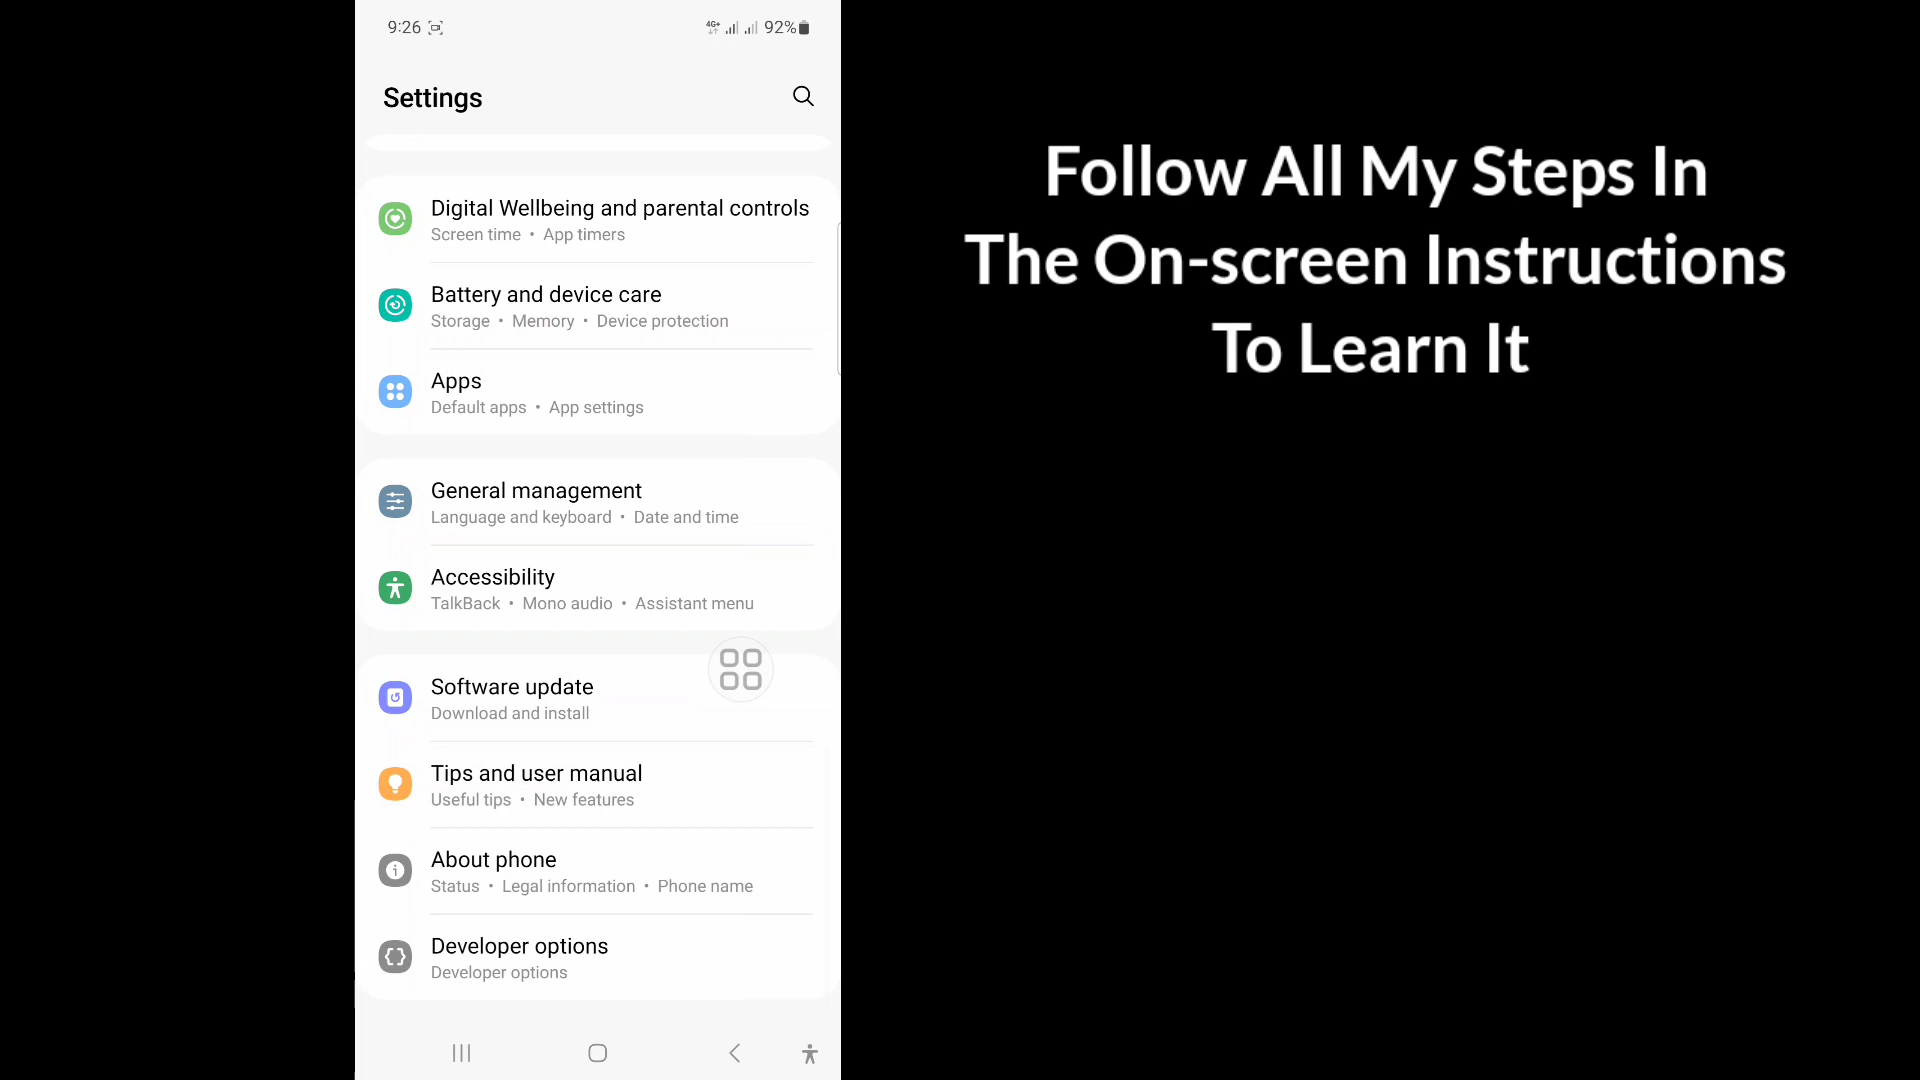 9:26
4G+ 92%
Settings
Digital Wellbeing and parental controls
Screen time • App timers
Battery and device care
Storage • Memory • Device protection
Apps
Default apps • App settings
General management
Language and keyboard • Date and time
Accessibility
TalkBack • Mono audio • Assistant menu
Software update
Download and install
Tips and user manual
Useful tips • New features
About phone
Status • Legal information • Phone name
Developer options
Developer options
Follow All My Steps In
The On-screen Instructions
To Learn It